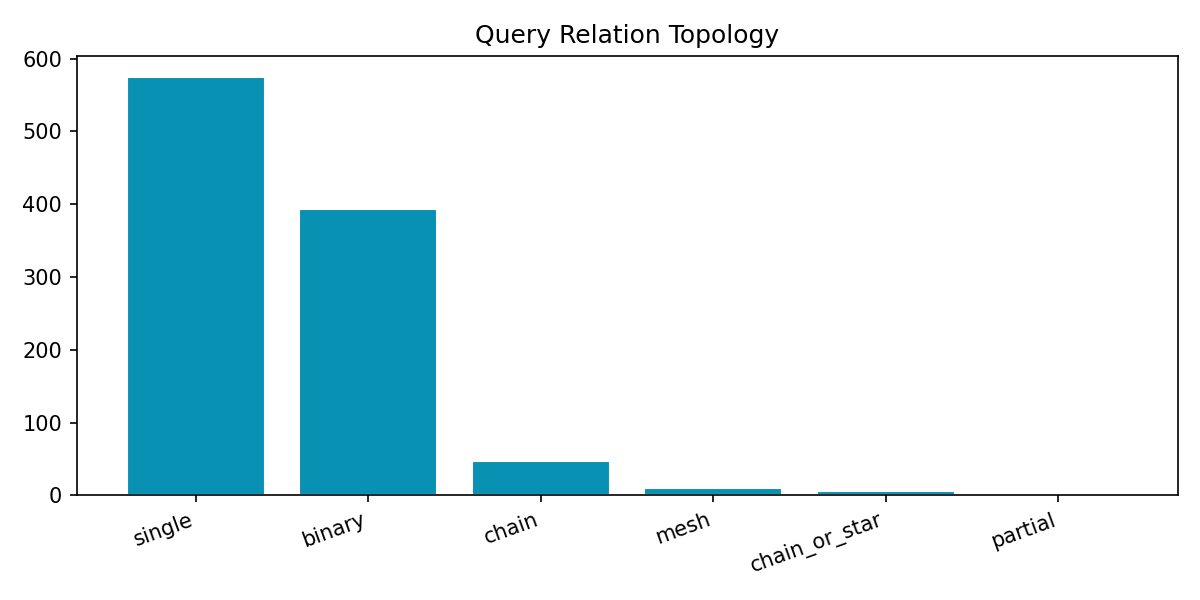 Query Relation Topology
600
500
400
300
200
100
0
single
binary
chain
mesh
chain_or_star
partial